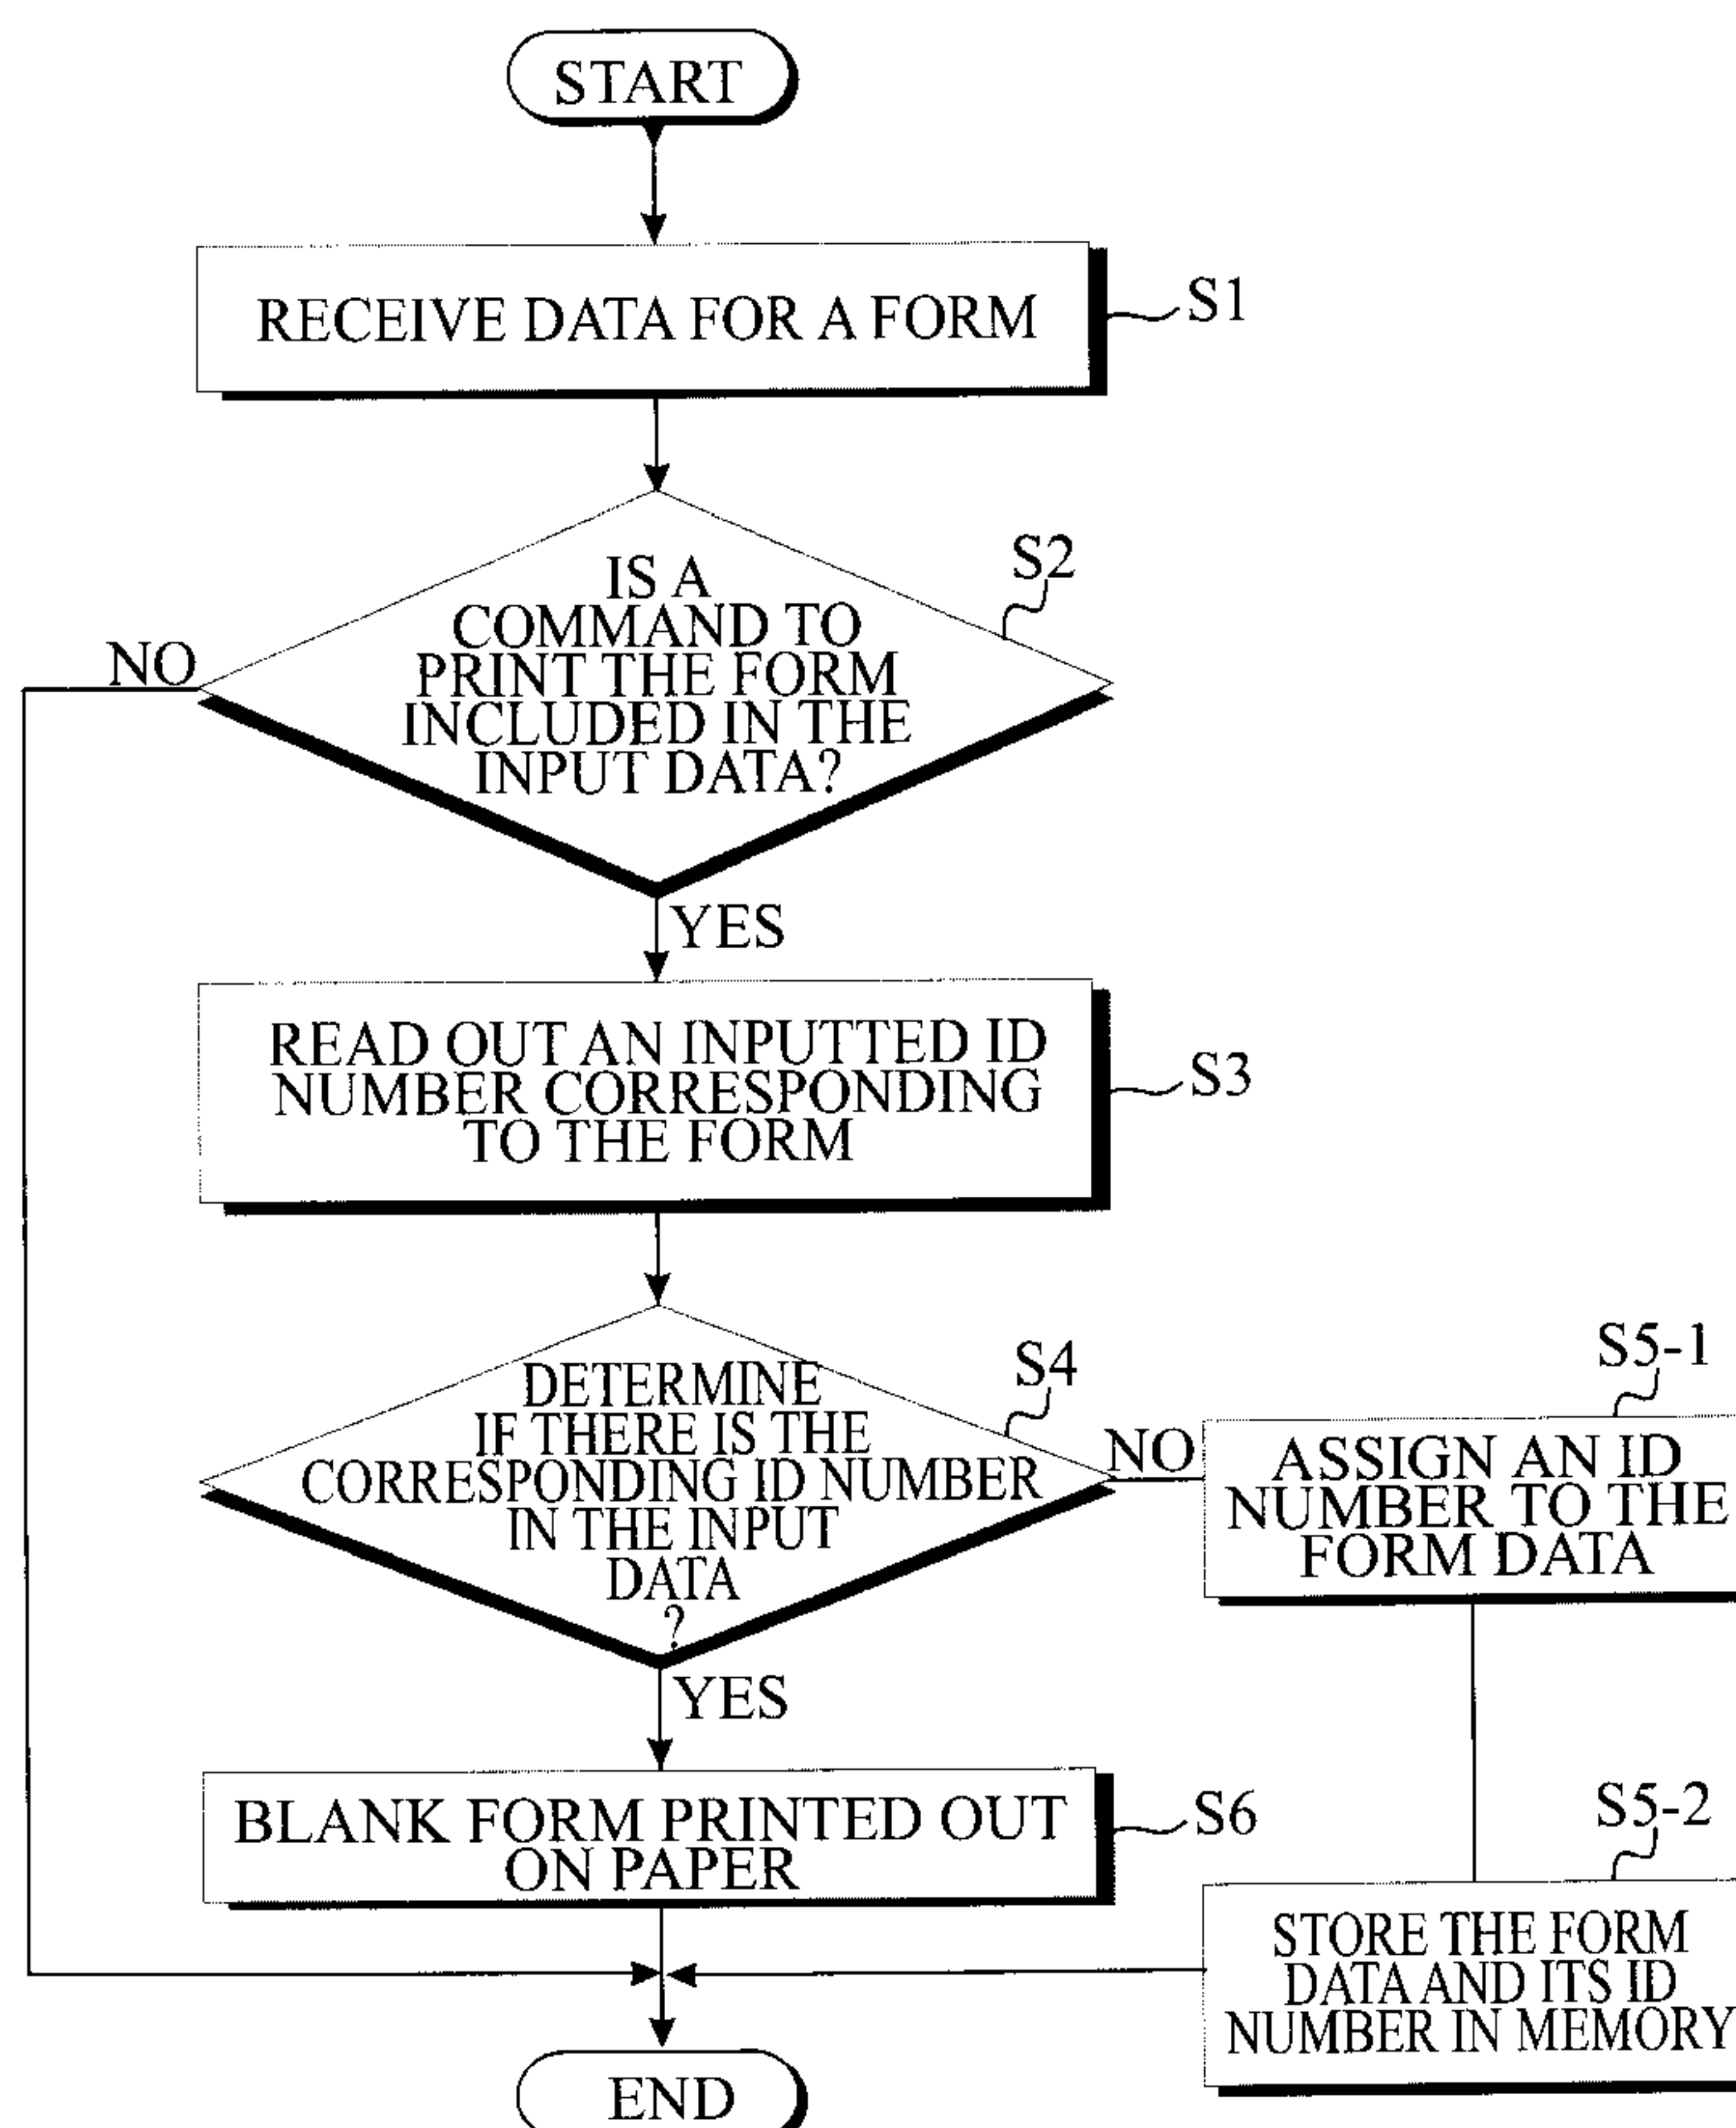 START
RECEIVE DATA FOR A FORM
S1
IS A
COMMAND TO
PRINT THE FORM
INCLUDED IN THE
INPUT DATA?
S2
NO
YES
READ OUT AN INPUTTED ID
NUMBER CORRESPONDING
TO THE FORM
S3
DETERMINE
IF THERE IS THE
CORRESPONDING ID NUMBER
IN THE INPUT
DATA
?
S4
NO
S5-1
ASSIGN AN ID
NUMBER TO THE
FORM DATA
YES
BLANK FORM PRINTED OUT
ON PAPER
S6
S5-2
STORE THE FORM
DATA AND ITS ID
NUMBER IN MEMORY
END